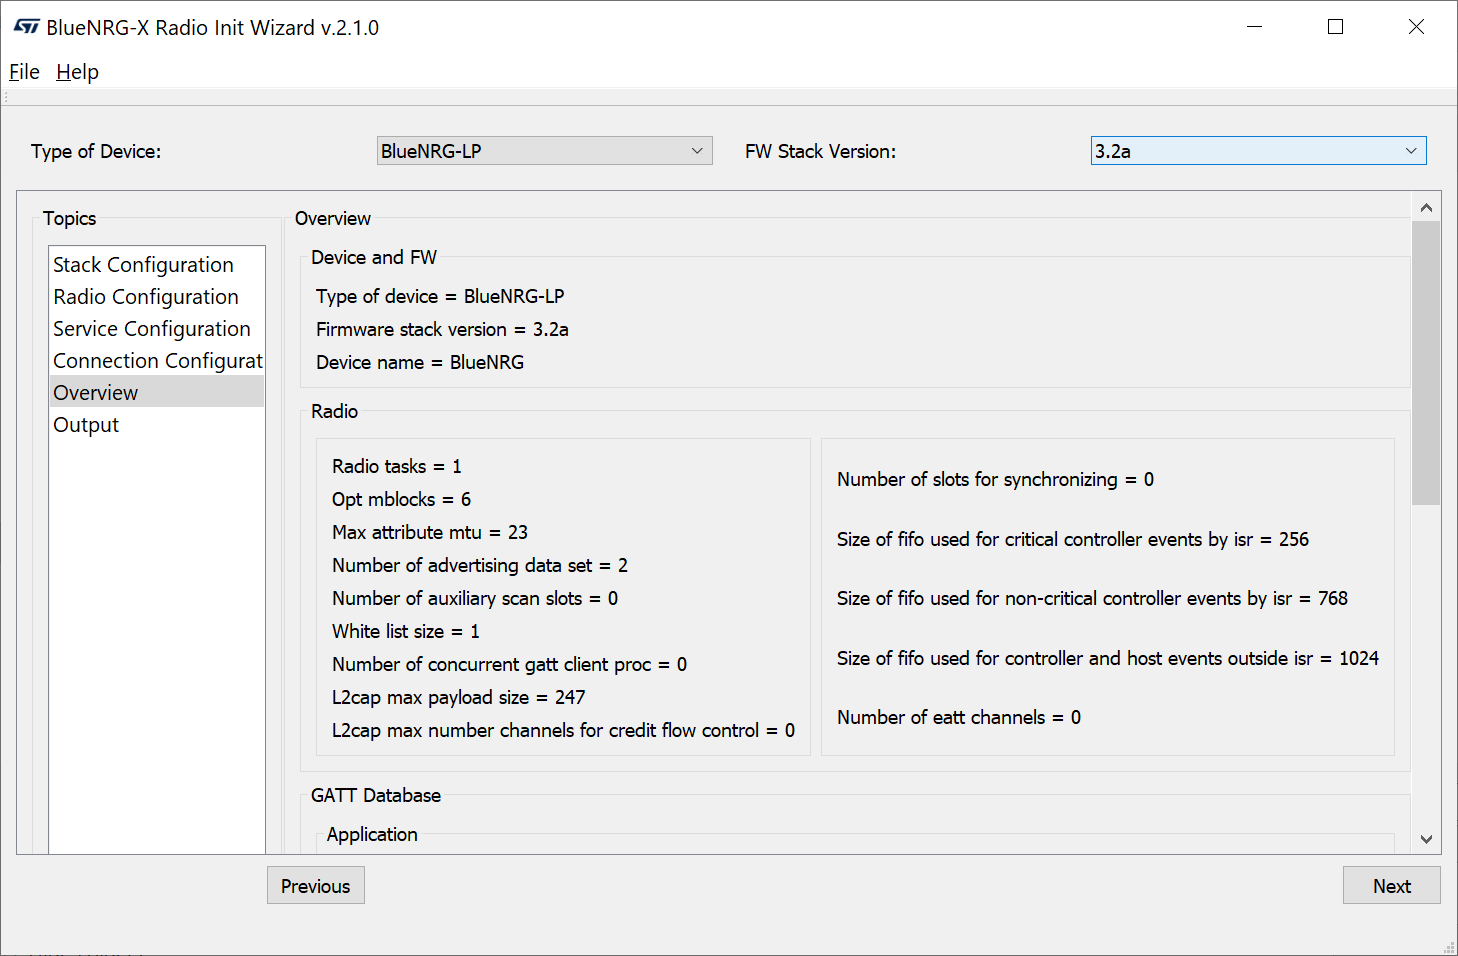 BlueNRG-X Radio Init Wizard v.2.1.0
File Help
Type of Device: BlueNRG-LP FW Stack Version: 3.2a
Topics
Stack Configuration
Radio Configuration
Service Configuration
Connection Configurat
Overview
Output
Overview
Device and FW
Type of device = BlueNRG-LP
Firmware stack version = 3.2a
Device name = BlueNRG
Radio
Radio tasks = 1
Opt mblocks = 6
Max attribute mtu = 23
Number of advertising data set = 2
Number of auxiliary scan slots = 0
White list size = 1
Number of concurrent gatt client proc = 0
L2cap max payload size = 247
L2cap max number channels for credit flow control = 0
Number of slots for synchronizing = 0
Size of fifo used for critical controller events by isr = 256
Size of fifo used for non-critical controller events by isr = 768
Size of fifo used for controller and host events outside isr = 1024
Number of eatt channels = 0
GATT Database
Application
Previous
Next